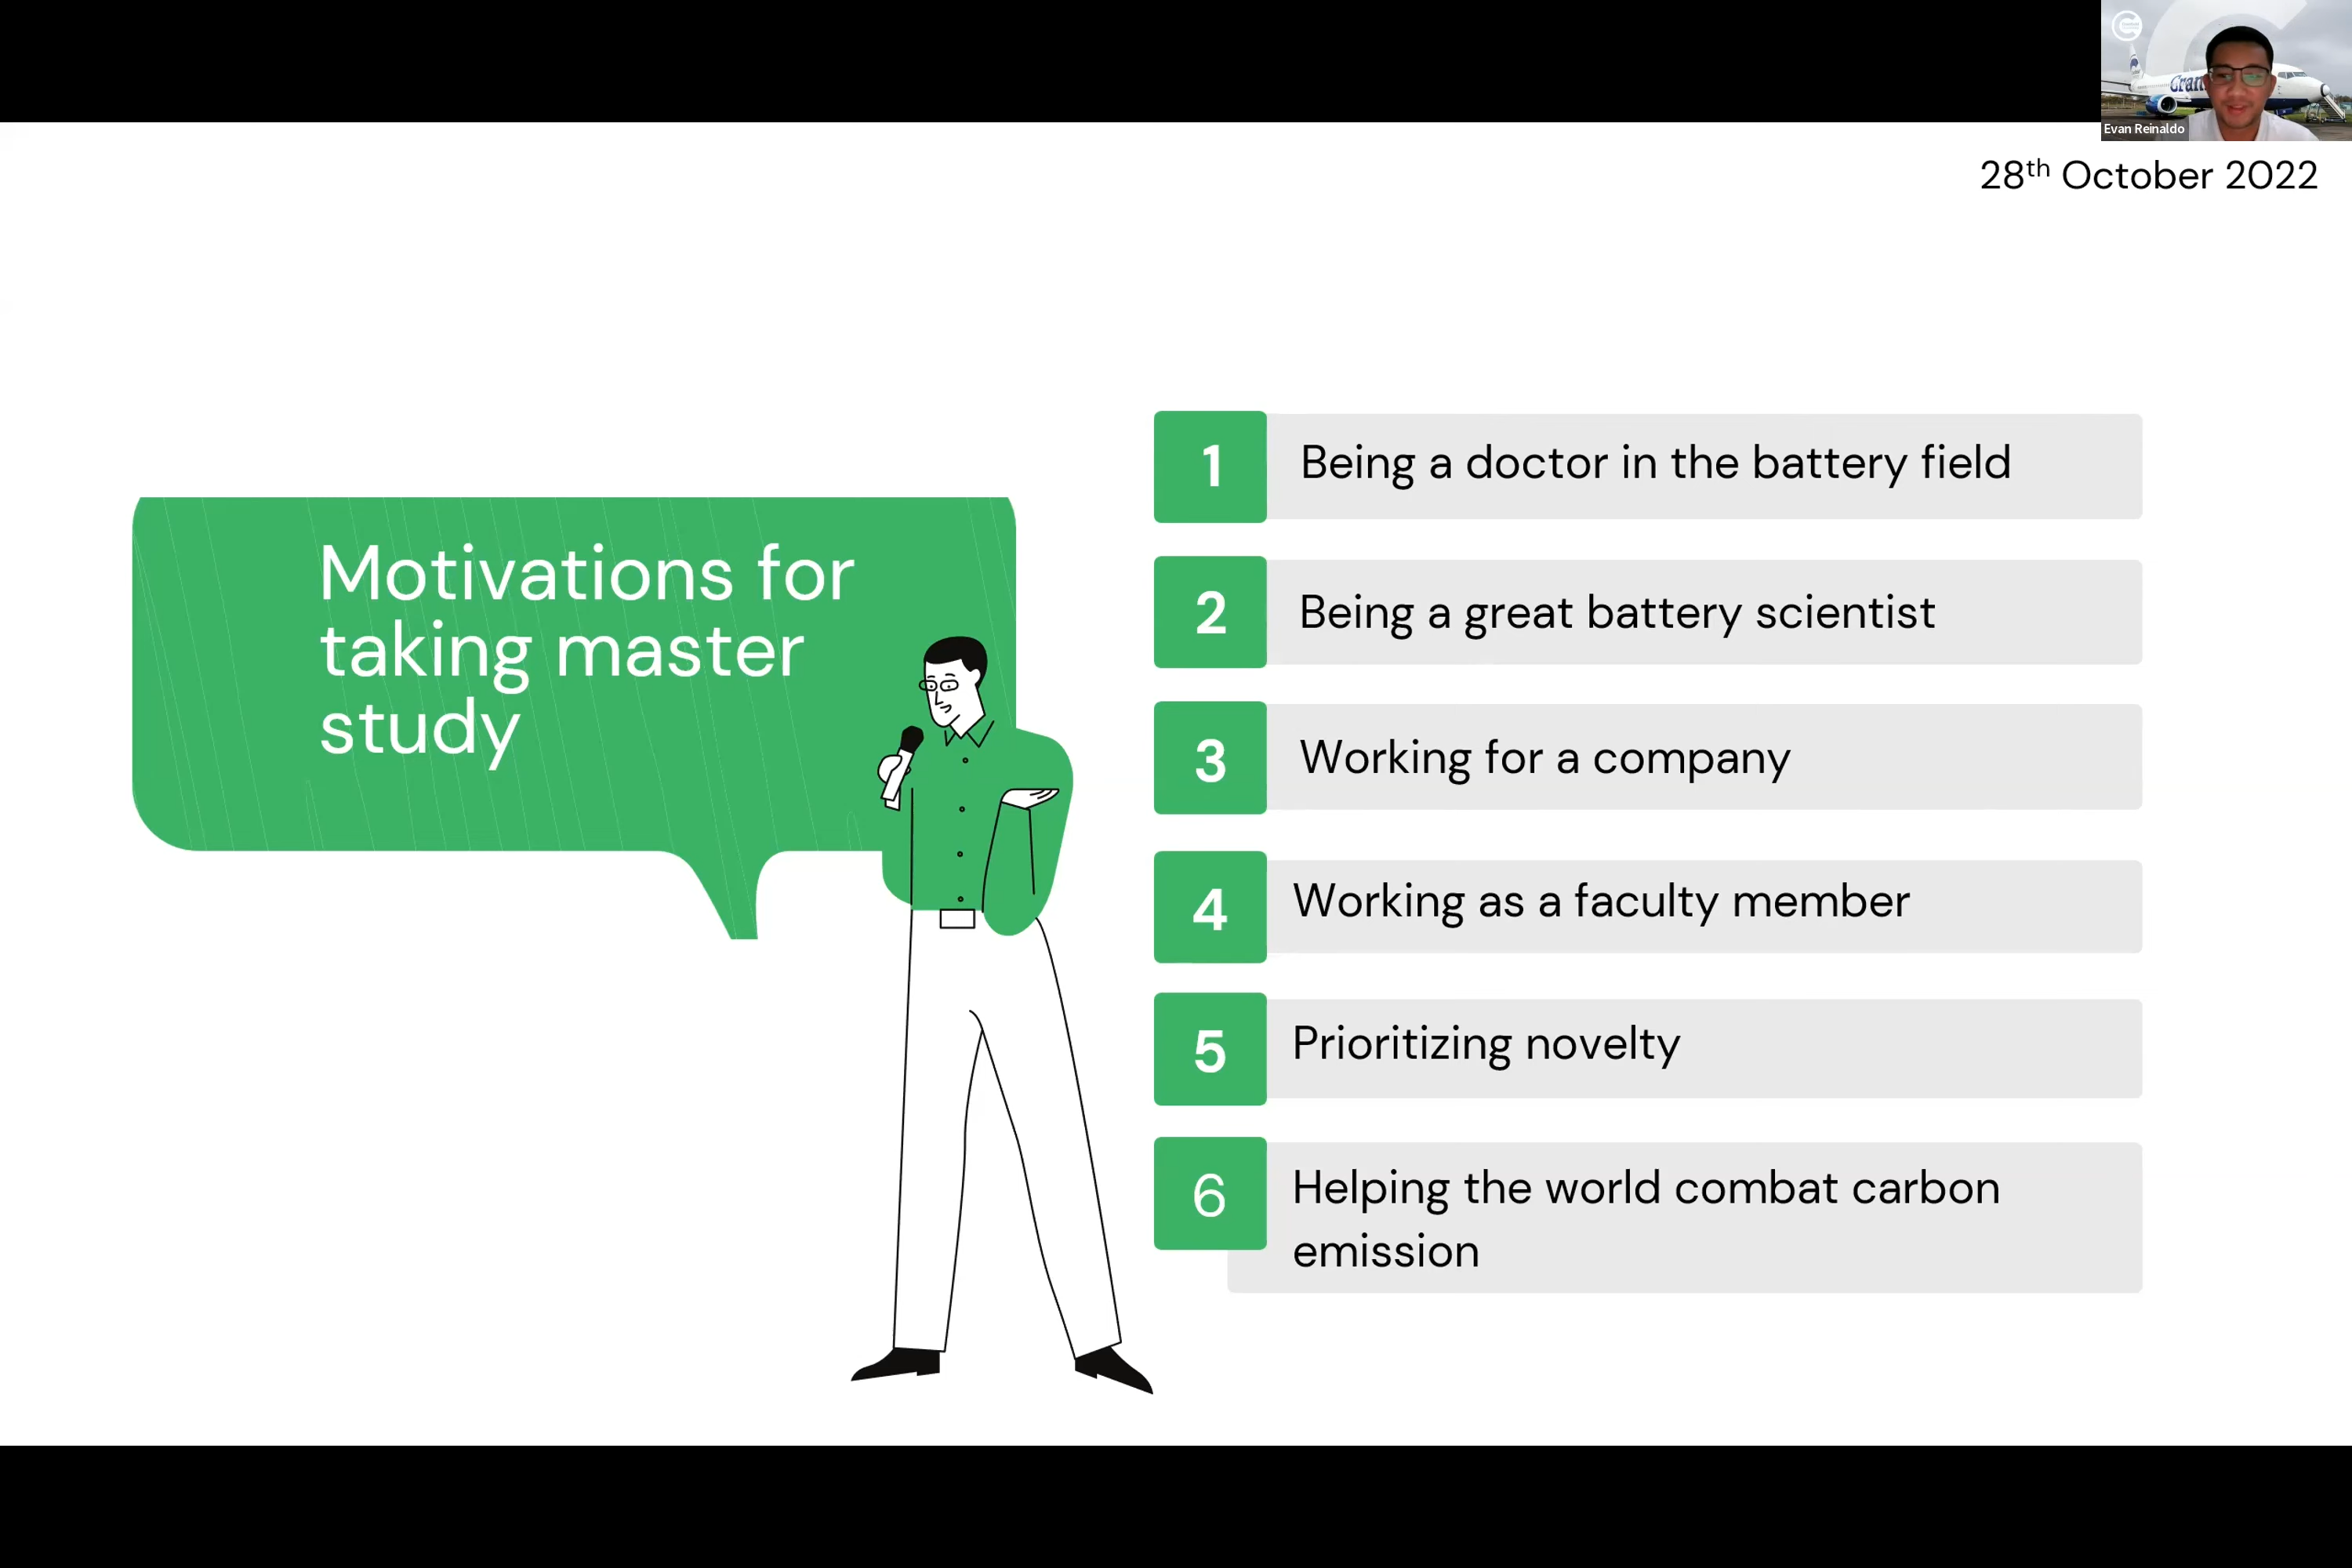 Cran
Evan Reinaldo
28th October 2022
Motivations for
taking master
study
1 Being a doctor in the battery field
2 Being a great battery scientist
3 Working for a company
4 Working as a faculty member
5 Prioritizing novelty
6 Helping the world combat carbon
emission